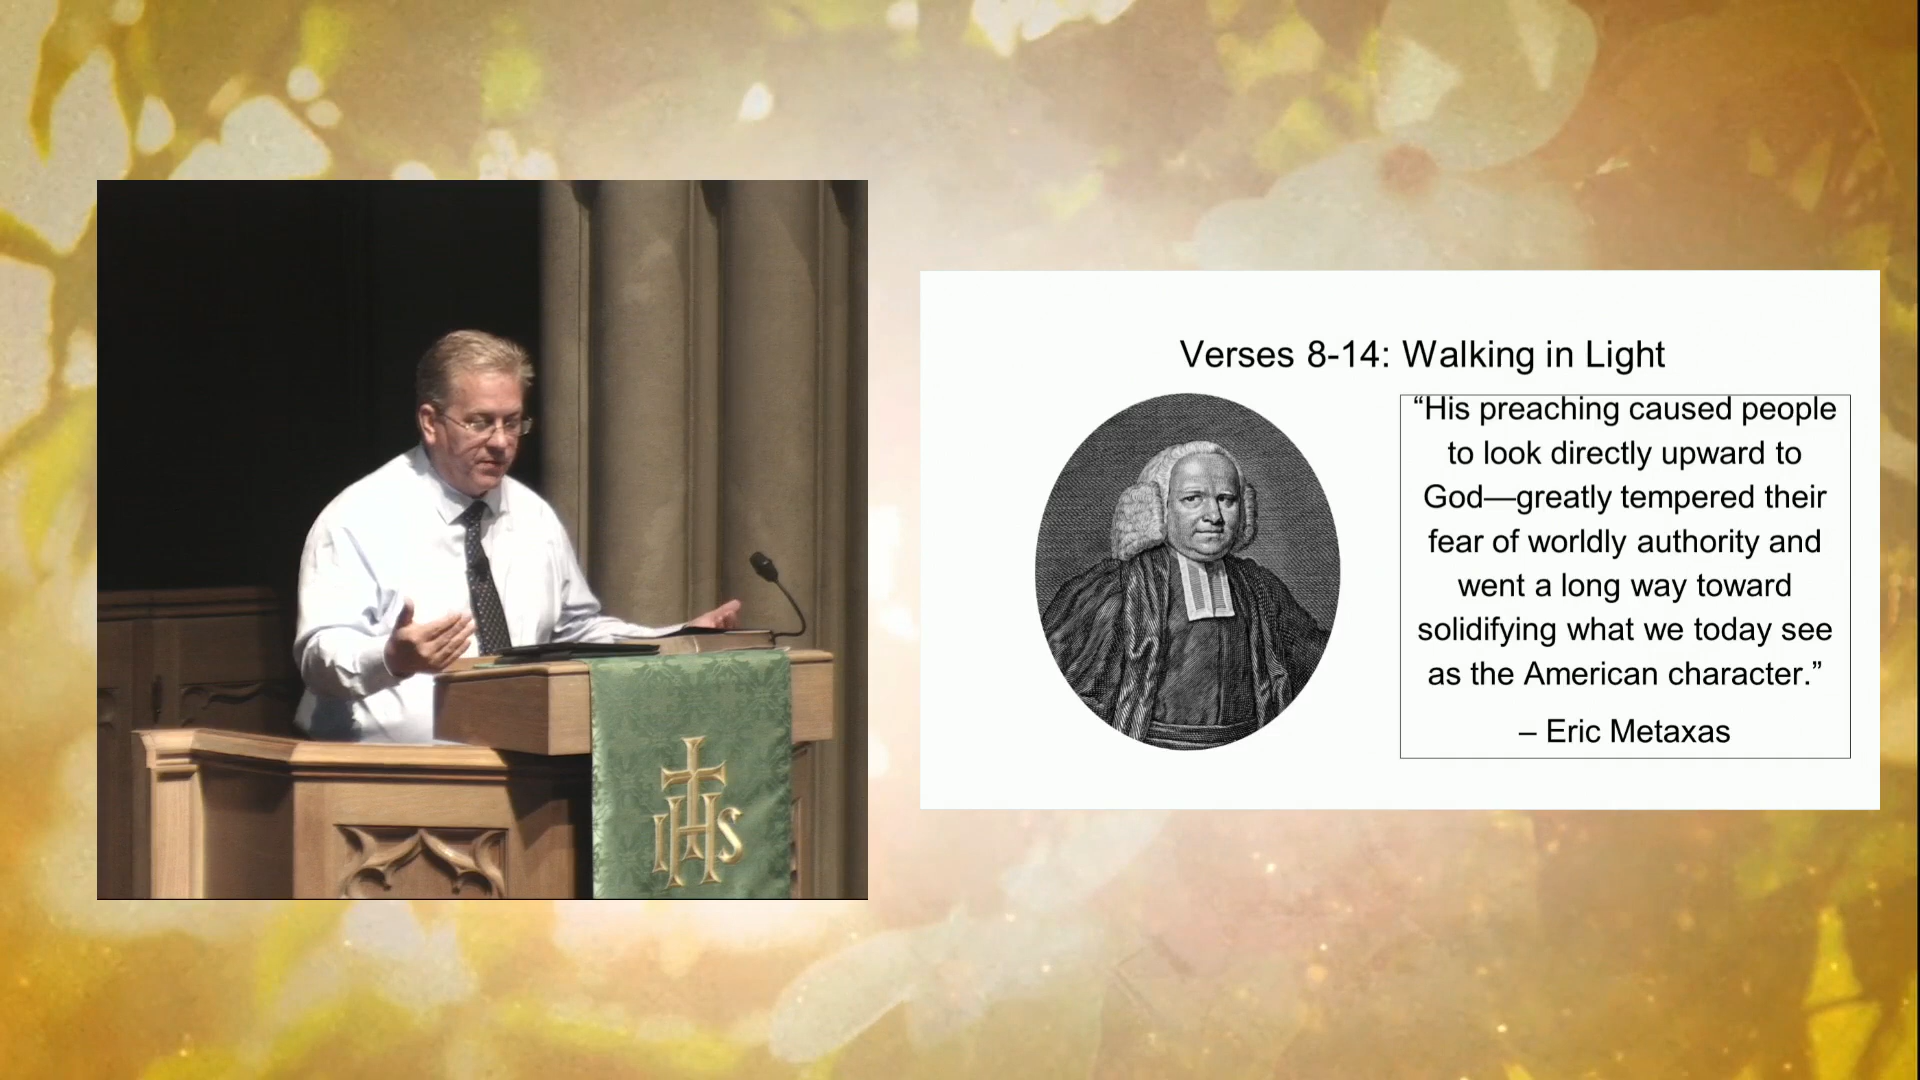 Verses 8-14: Walking in Light
“His preaching caused people
to look directly upward to
God—greatly tempered their
fear of worldly authority and
went a long way toward
solidifying what we today see
as the American character.”
– Eric Metaxas
IHS